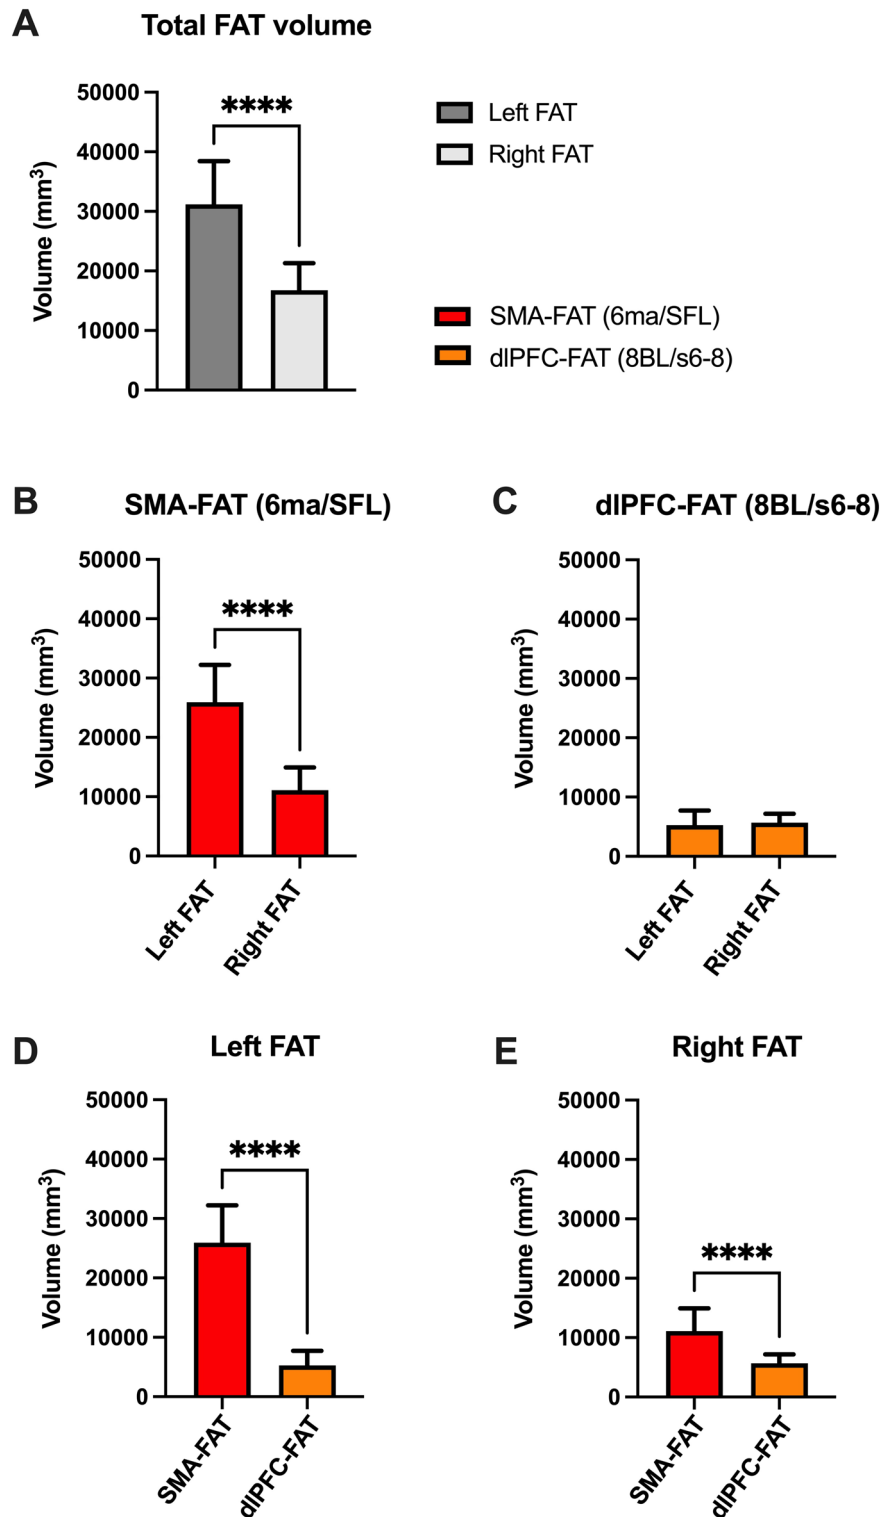 A
Total FAT volume
50000
40000
30000
20000
10000
0
Volume (mm³)
****
Left FAT
Right FAT
SMA-FAT (6ma/SFL)
dlPFC-FAT (8BL/s6-8)
B
SMA-FAT (6ma/SFL)
50000
40000
30000
20000
10000
0
Volume (mm³)
****
Left FAT
Right FAT
C
dlPFC-FAT (8BL/s6-8)
50000
40000
30000
20000
10000
0
Volume (mm³)
Left FAT
Right FAT
D
Left FAT
50000
40000
30000
20000
10000
0
Volume (mm³)
****
SMA-FAT
dlPFC-FAT
E
Right FAT
50000
40000
30000
20000
10000
0
Volume (mm³)
****
SMA-FAT
dlPFC-FAT